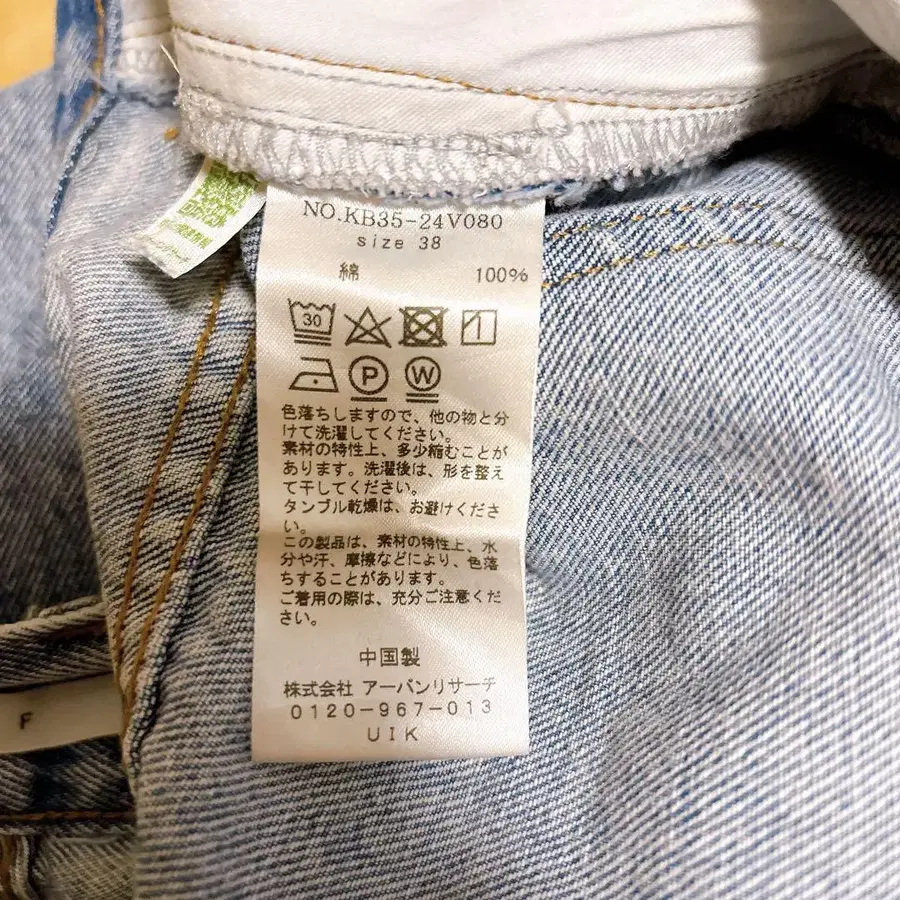 NO.KB35-24V080
size 38
綿 100%
30
P W
色落ちしますので、他の物と分
けて洗濯してください。
素材の特性上、多少縮むことが
あります。洗濯後は、形を整え
て干してください。
タンブル乾燥は、お避けくださ
い。
この製品は、素材の特性上、水
分や汗、摩擦などにより、色落
ちすることがあります。
ご着用の際は、充分ご注意くだ
さい。
中国製
株式会社 アーバンリサーチ
0120-967-013
UIK
F